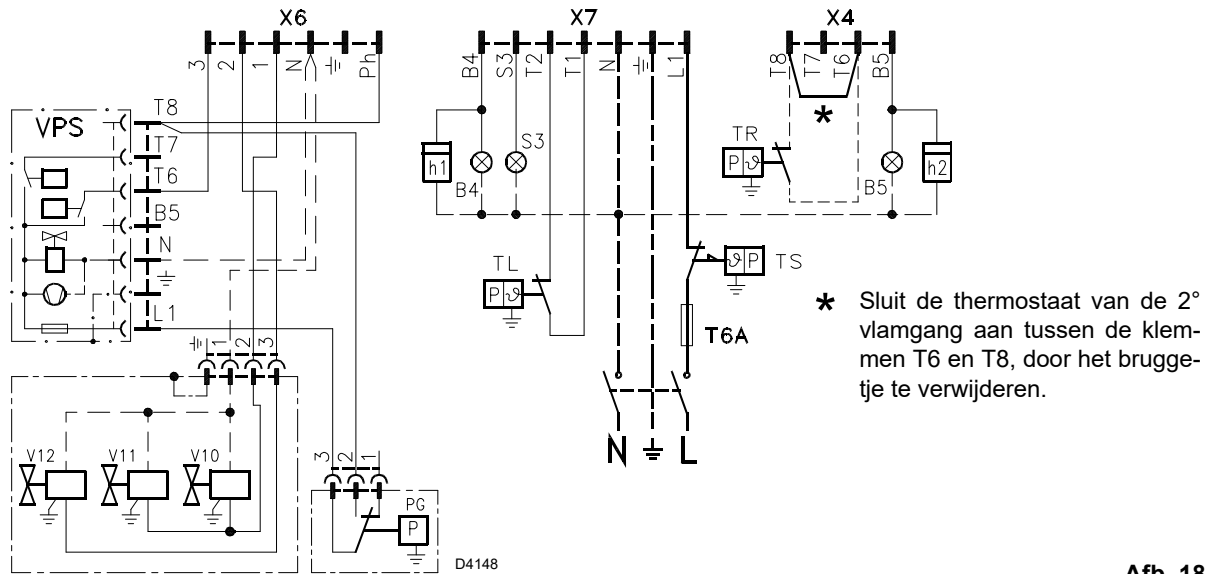 X6
X7
X4
3
2
1
N
Ph
B4
S3
T2
T1
N
L1
T8
T7
T6
B5
VPS
T8
T7
T6
B5
N
L1
h1
B4
S3
TR
P ϑ
B5
h2
TL
P ϑ
ϑ P
TS
T6A
N
L
1
2
3
V12
V11
V10
3
2
1
PG
P
D4148
* Sluit de thermostaat van de 2°
vlamgang aan tussen de klem-
men T6 en T8, door het brugge-
tje te verwijderen.
*
Afb. 18